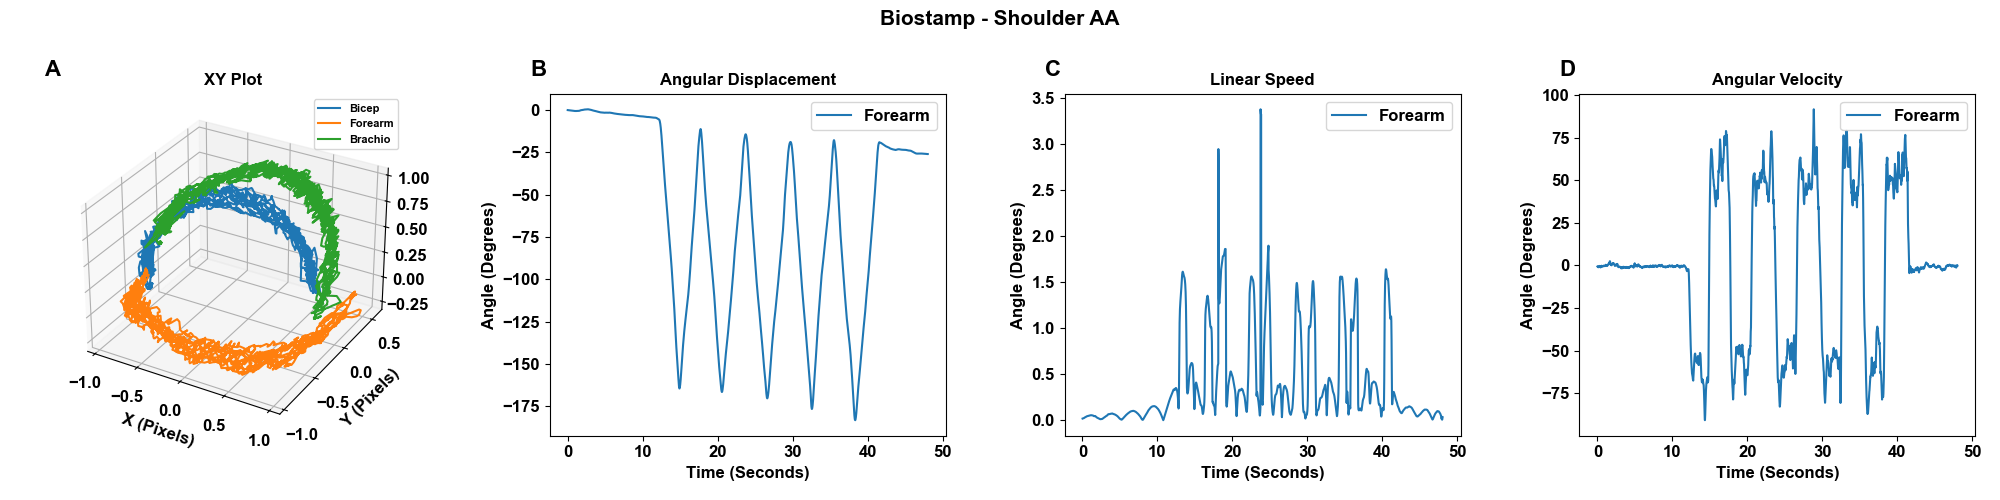 Biostamp - Shoulder AA
A
XY Plot
Bicep
Forearm
Brachio
1.00
0.75
0.50
0.25
0.00
−0.25
0.5
0.0
−0.5
−1.0
Y (Pixels)
−1.0
−0.5
0.0
0.5
1.0
X (Pixels)
B
Angular Displacement
Forearm
0
−25
−50
−75
−100
−125
−150
−175
Angle (Degrees)
0 10 20 30 40 50
Time (Seconds)
C
Linear Speed
Forearm
3.5
3.0
2.5
2.0
1.5
1.0
0.5
0.0
Angle (Degrees)
0 10 20 30 40 50
Time (Seconds)
D
Angular Velocity
Forearm
100
75
50
25
0
−25
−50
−75
Angle (Degrees)
0 10 20 30 40 50
Time (Seconds)